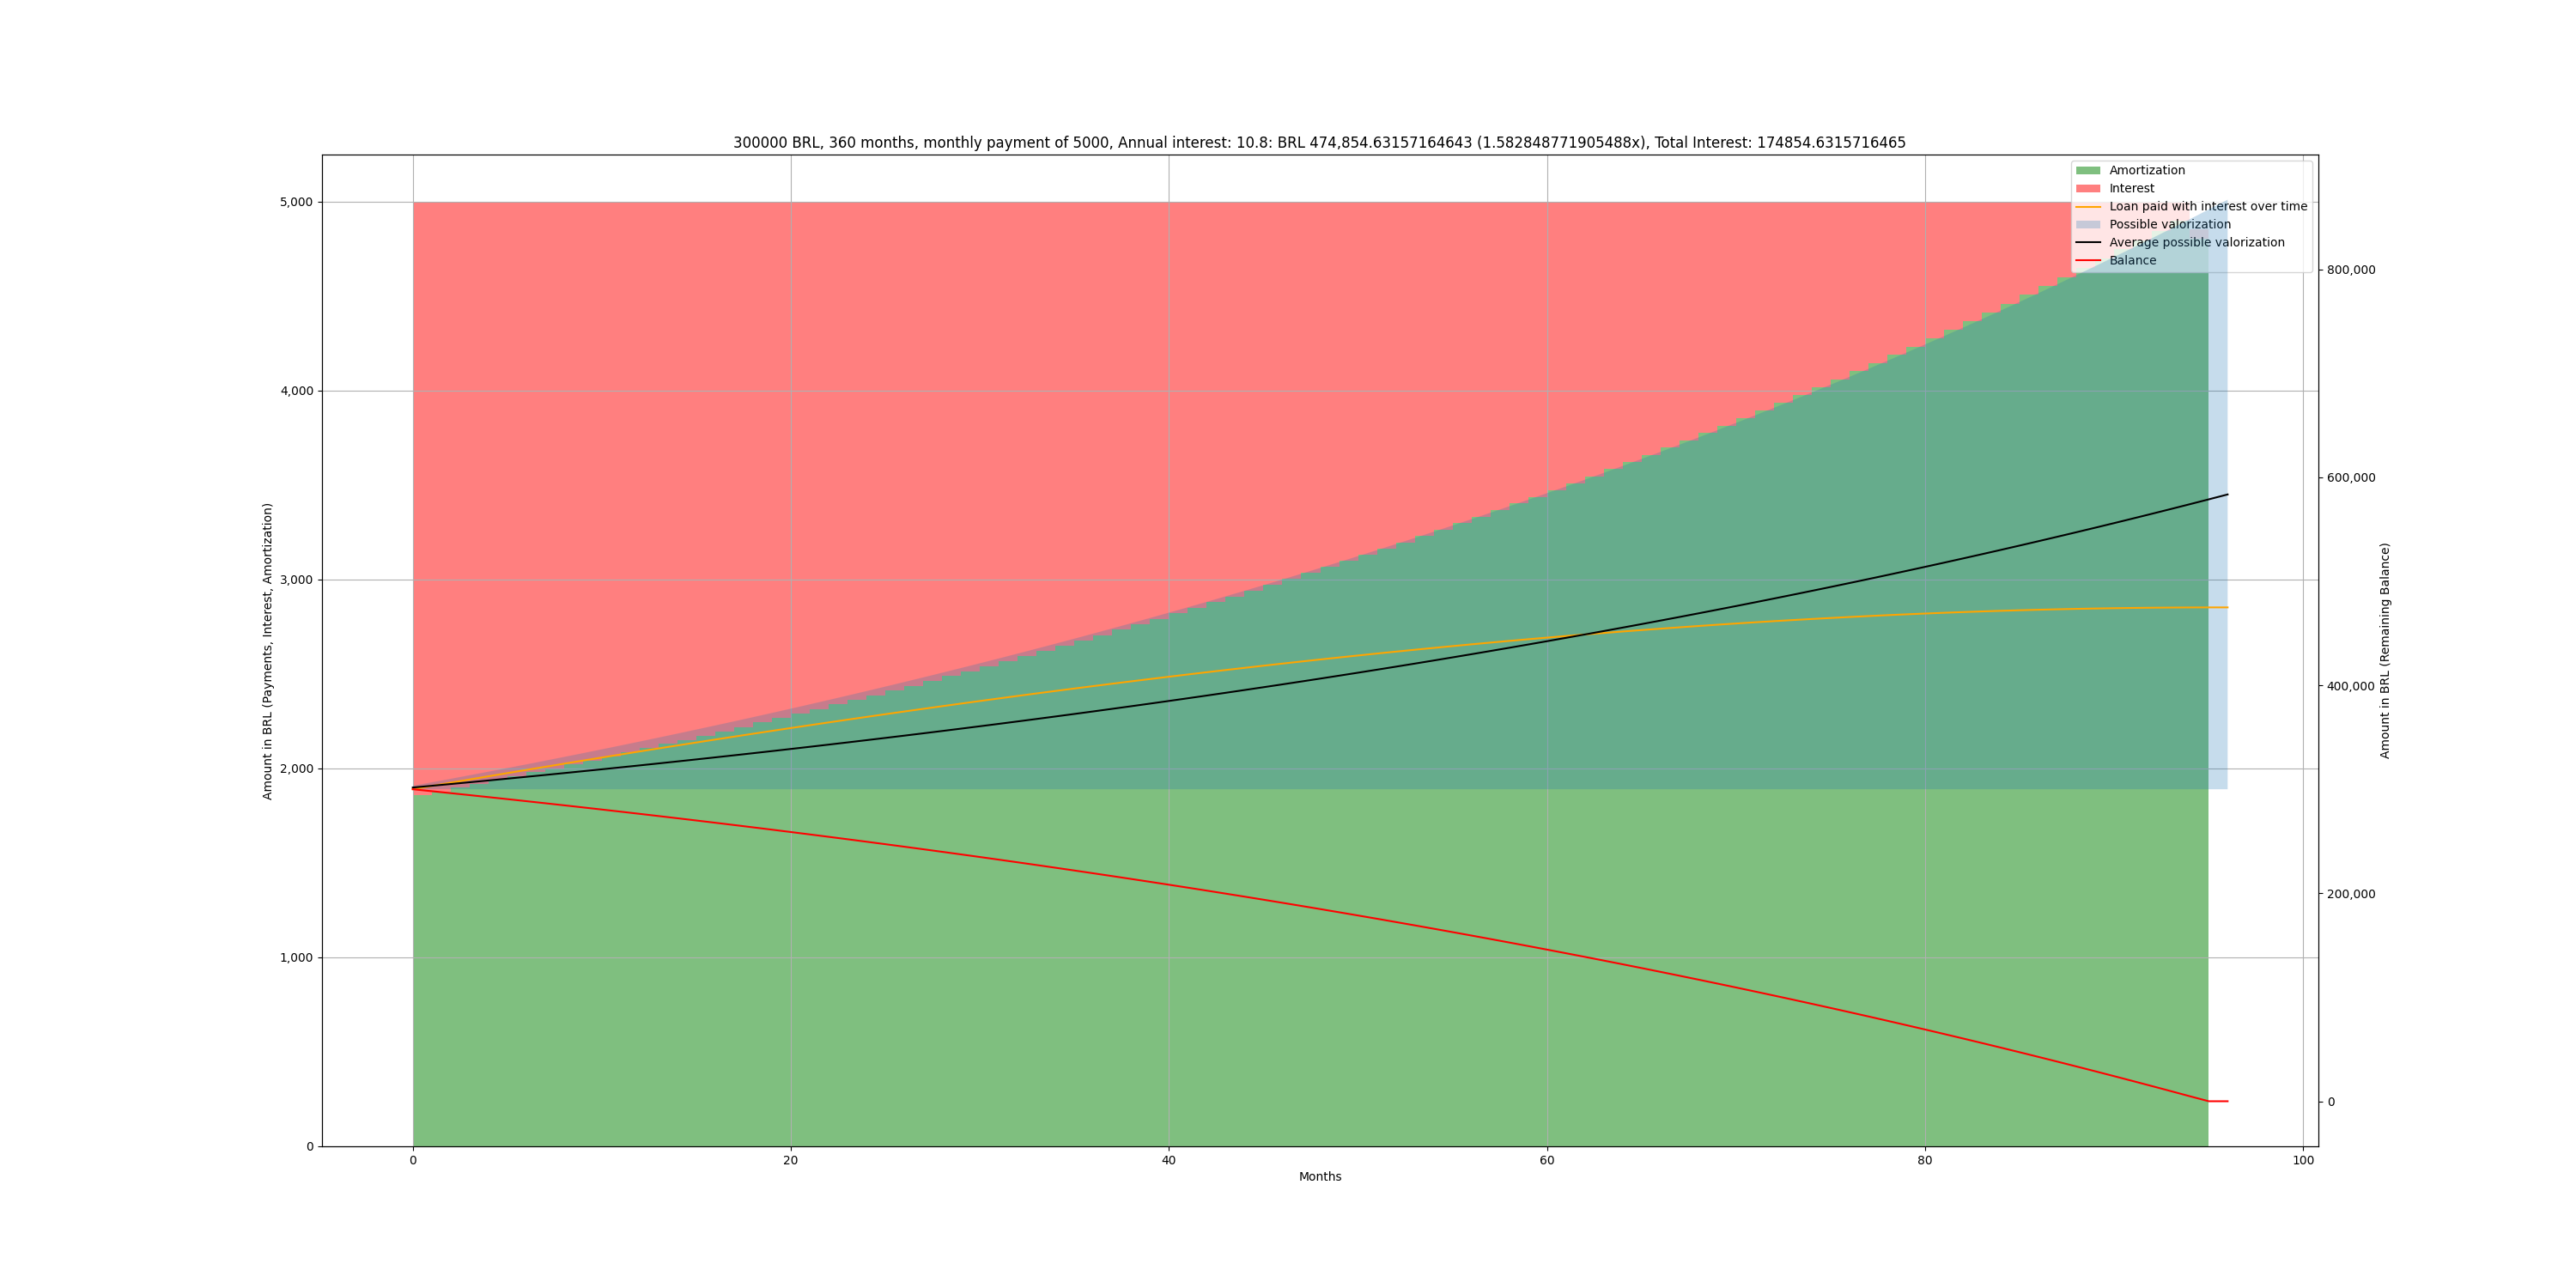 300000 BRL, 360 months, monthly payment of 5000, Annual interest: 10.8: BRL 474,854.63157164643 (1.582848771905488x), Total Interest: 174854.6315716465
Amortization
Interest
Loan paid with interest over time
Possible valorization
Average possible valorization
Balance
5,000
4,000
3,000
2,000
1,000
0
Amount in BRL (Payments, Interest, Amortization)
800,000
600,000
400,000
200,000
0
Amount in BRL (Remaining Balance)
0
20
40
60
80
100
Months